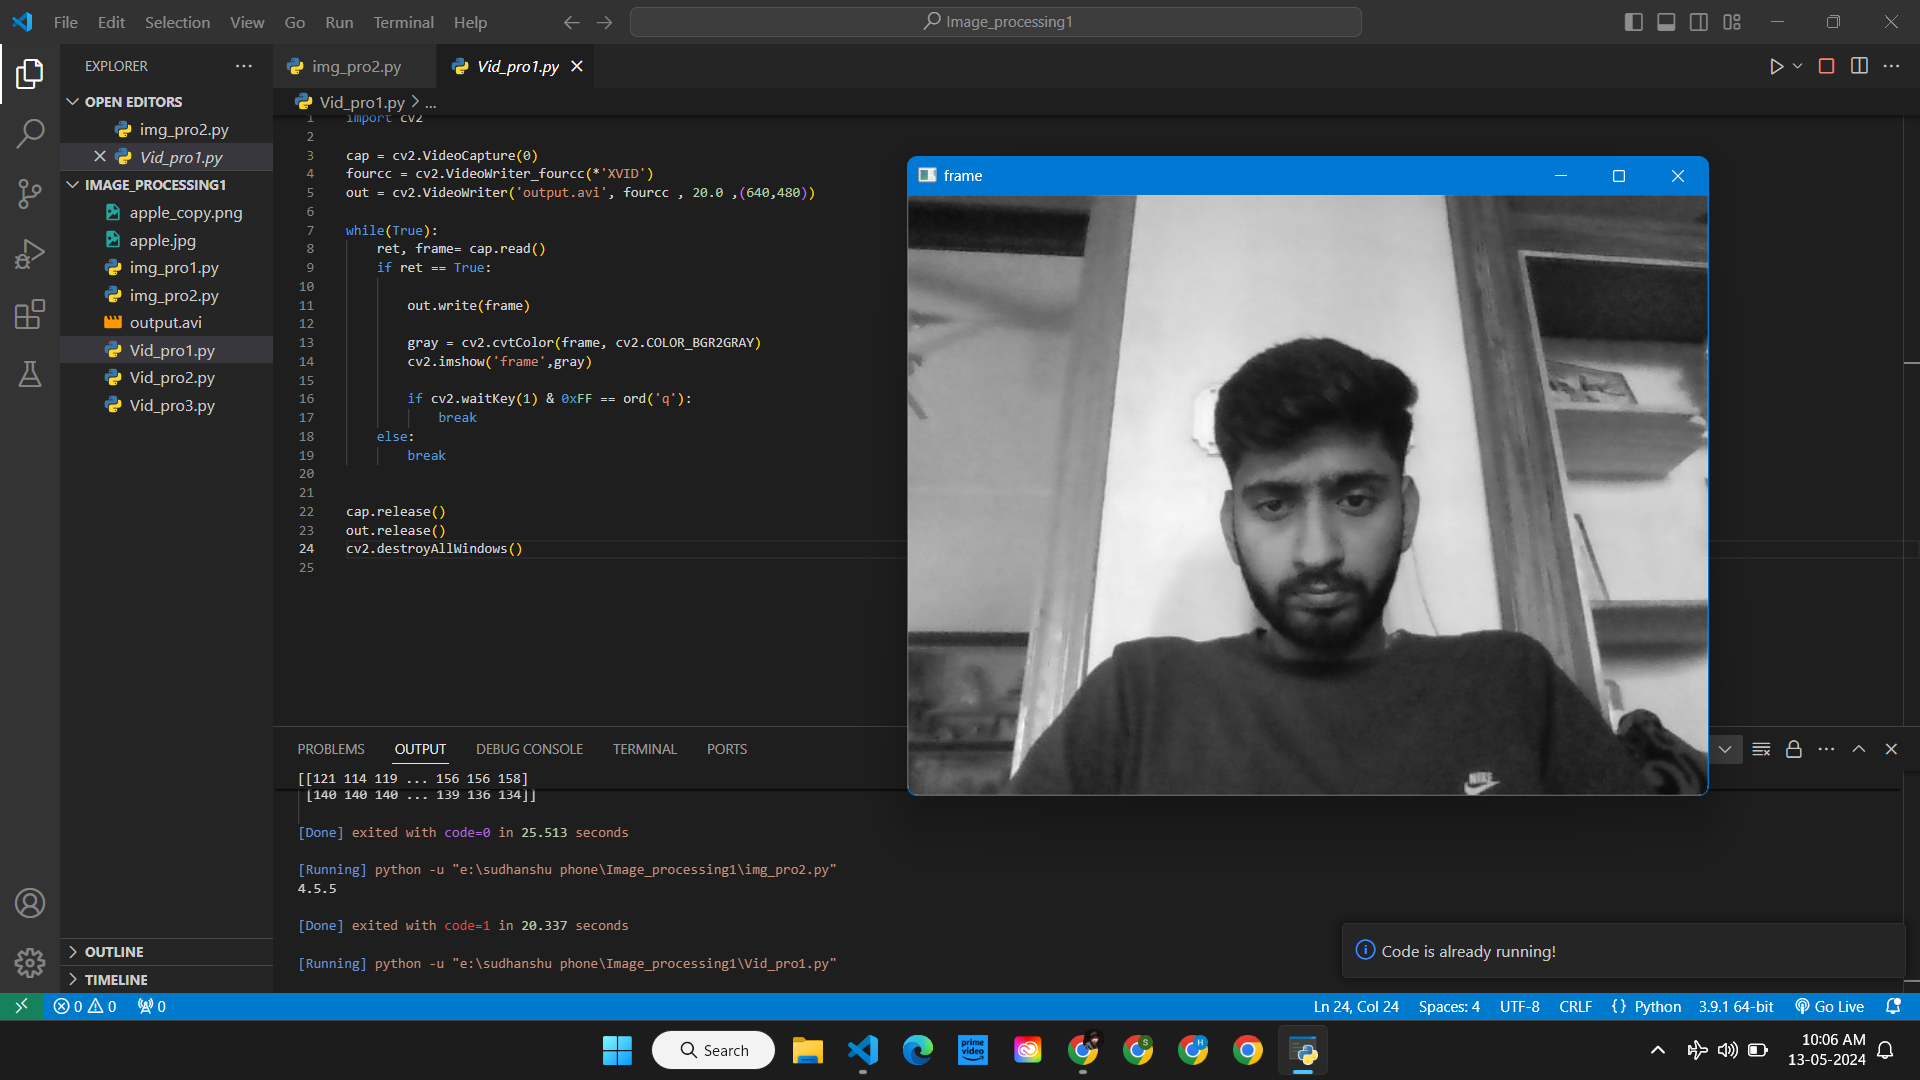 File Edit Selection View Go Run Terminal Help
Image_processing1
EXPLORER
OPEN EDITORS
img_pro2.py
Vid_pro1.py
IMAGE_PROCESSING1
apple_copy.png
apple.jpg
img_pro1.py
img_pro2.py
output.avi
Vid_pro1.py
Vid_pro2.py
Vid_pro3.py
OUTLINE
TIMELINE
img_pro2.py
Vid_pro1.py
Vid_pro1.py > ...
1 import cv2
2
3 cap = cv2.VideoCapture(0)
4 fourcc = cv2.VideoWriter_fourcc(*'XVID')
5 out = cv2.VideoWriter('output.avi', fourcc , 20.0 ,(640,480))
6
7 while(True):
8     ret, frame= cap.read()
9     if ret == True:
10
11         out.write(frame)
12
13         gray = cv2.cvtColor(frame, cv2.COLOR_BGR2GRAY)
14         cv2.imshow('frame',gray)
15
16         if cv2.waitKey(1) & 0xFF == ord('q'):
17             break
18     else:
19         break
20
21
22 cap.release()
23 out.release()
24 cv2.destroyAllWindows()
25
frame
NIKE
PROBLEMS OUTPUT DEBUG CONSOLE TERMINAL PORTS
[[121 114 119 ... 156 156 158]
[140 140 140 ... 139 136 134]]
[Done] exited with code=0 in 25.513 seconds
[Running] python -u "e:\sudhanshu phone\Image_processing1\img_pro2.py"
4.5.5
[Done] exited with code=1 in 20.337 seconds
[Running] python -u "e:\sudhanshu phone\Image_processing1\Vid_pro1.py"
Code is already running!
0 0 0 Ln 24, Col 24 Spaces: 4 UTF-8 CRLF {} Python 3.9.1 64-bit Go Live
Search
prime video
S
H
10:06 AM
13-05-2024